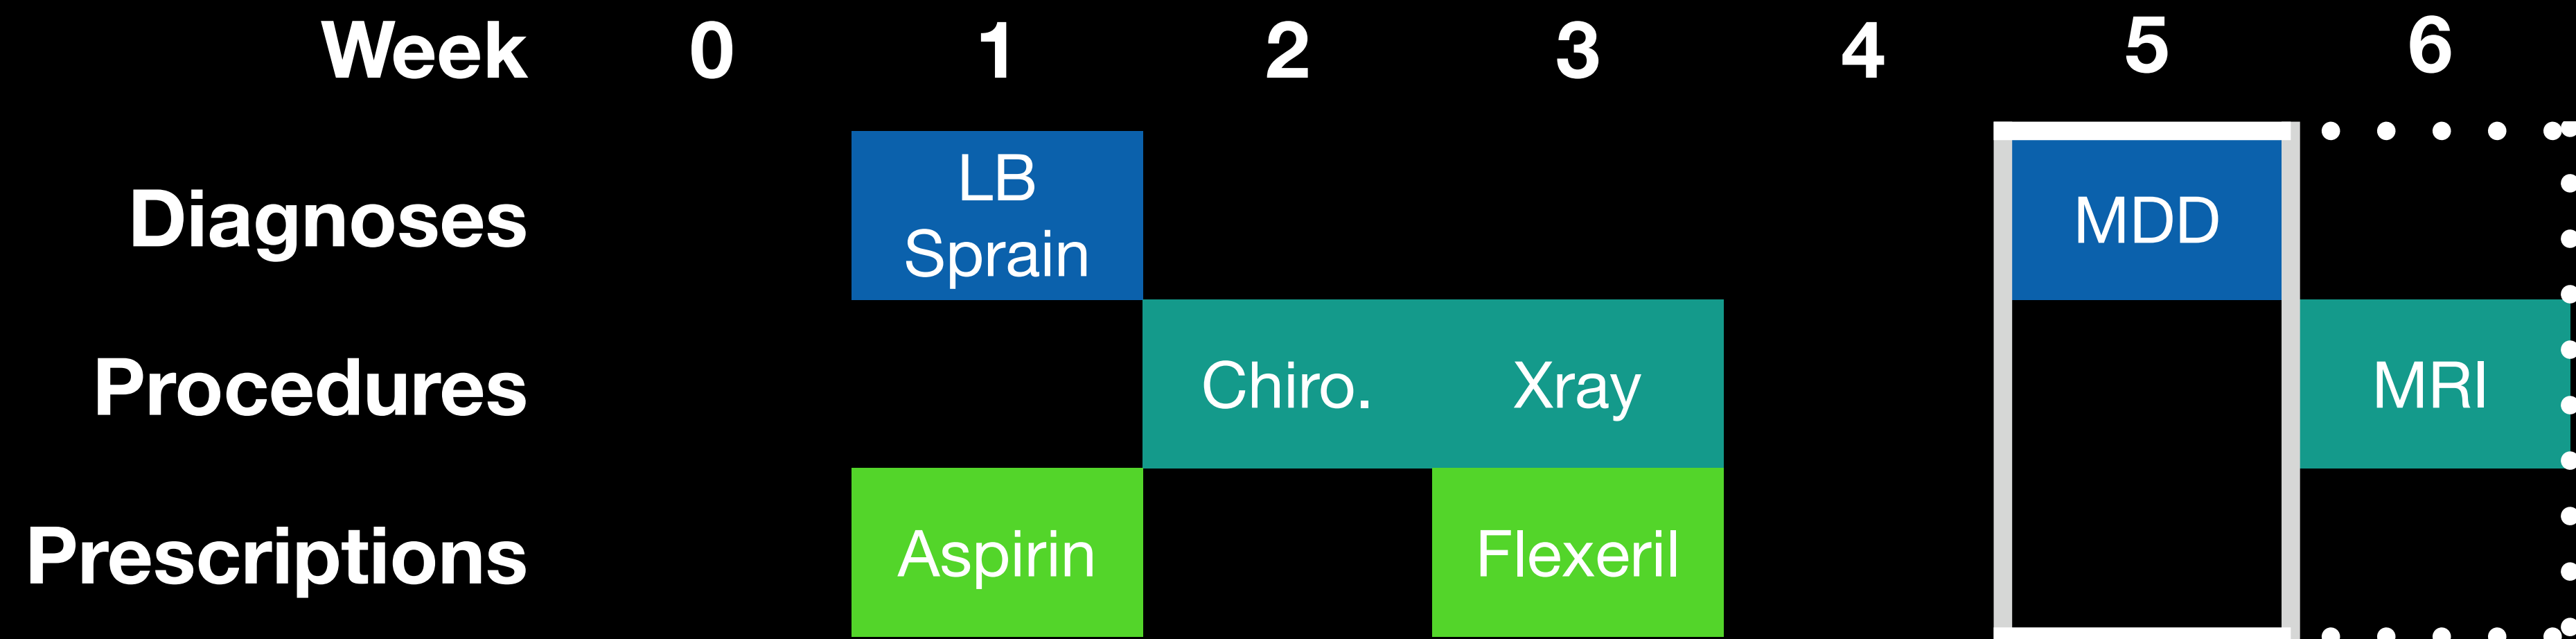 Week 0 1 2 3 4 5 6
Diagnoses LB Sprain MDD
Procedures Chiro. Xray MRI
Prescriptions Aspirin Flexeril